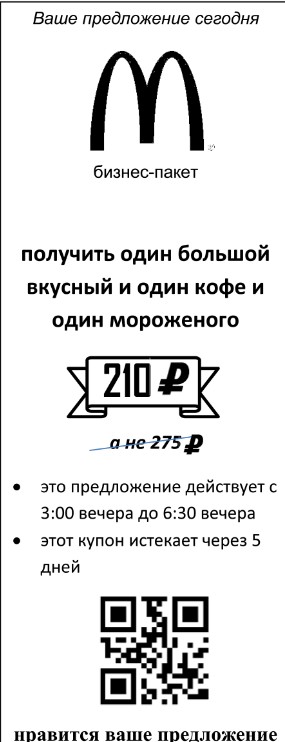 Ваше предложение сегодня
бизнес-пакет
получить один большой
вкусный и один кофе и
один мороженого
210 ₽
а не 275 ₽
• это предложение действует с
3:00 вечера до 6:30 вечера
• этот купон истекает через 5
дней
нравится ваше предложение